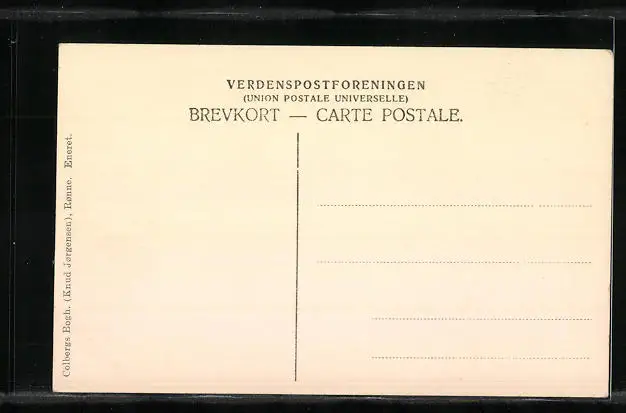 VERDENSPOSTFORENINGEN
(UNION POSTALE UNIVERSELLE)
BREVKORT — CARTE POSTALE.
Colbergs Bogh. (Knud Jørgensen), Rønne. Eneret.